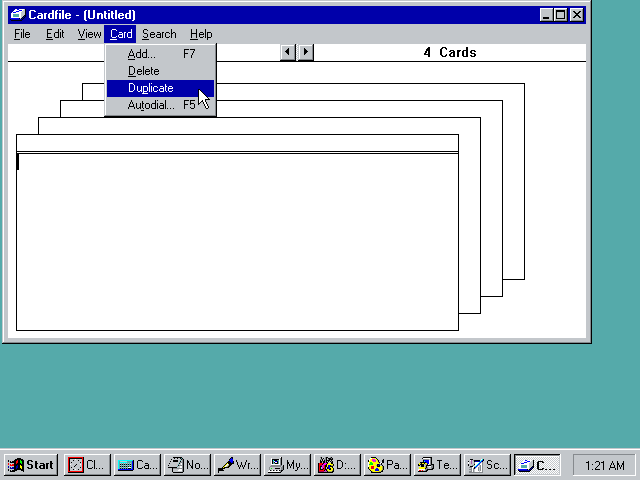 Cardfile - (Untitled)
File Edit View Card Search Help
4 Cards
Add... F7
Delete
Duplicate
Autodial... F5
Start Cl... Ca... No... Wr... My... D:... Pa... Te... Sc... C... 1:21 AM